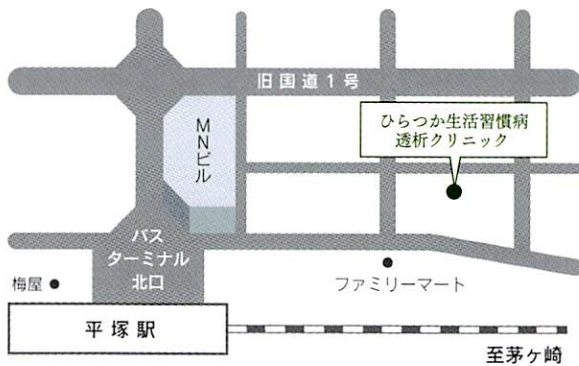 旧国道1号
MNビル
ひらつか生活習慣病
透析クリニック
バス
ターミナル
北口
梅屋
ファミリーマート
平塚駅
至茅ヶ崎